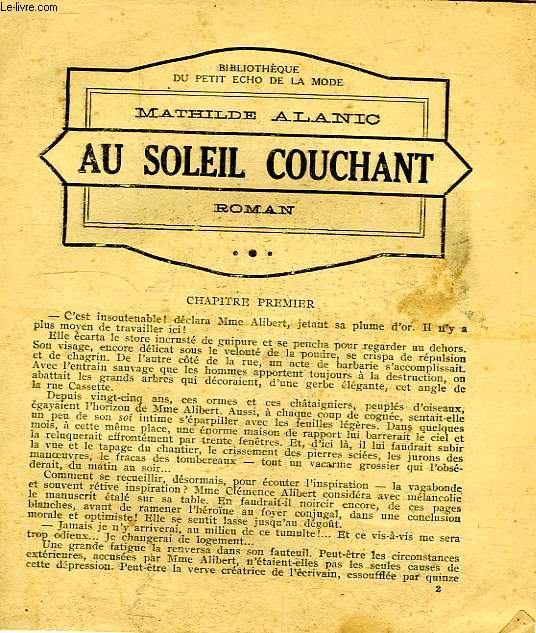 © Le-livre.com
BIBLIOTHÈQUE
DU PETIT ECHO DE LA MODE
MATHILDE ALANIC
AU SOLEIL COUCHANT
ROMAN
CHAPITRE PREMIER
— C'est insoutenable! déclara Mme Alibert, jetant sa plume d'or. Il n'y a
plus moyen de travailler ici!
Elle écarta le store incrusté de guipure et se pencha pour regarder au dehors.
Son visage, encore délicat sous le velouté de la poudre, se crispa de répulsion
et de chagrin. De l'autre côté de la rue, un acte de barbarie s'accomplissait.
Avec l'entrain sauvage que les hommes apportent toujours à la destruction, on
abattait les grands arbres qui décoraient, d'une gerbe élégante, cet angle de
la rue Cassette.
Depuis vingt-cinq ans, ces ormes et ces châtaigniers, peuplés d'oiseaux,
égayaient l'horizon de Mme Alibert. Aussi, à chaque coup de cognée, sentait-elle
un peu de son soi intime s'éparpiller avec les feuilles légères. Dans quelques
mois, à cette même place, une énorme maison de rapport lui barrerait le ciel et
la reluquerait effrontément par trente fenêtres. Et, d'ici là, il lui faudrait subir
la vue et le tapage du chantier, le crissement des pierres sciées, les jurons des
manœuvres, le fracas des tombereaux — tout un vacarme grossier qui l'obsé-
derait, du matin au soir...
Comment se recueillir, désormais, pour écouter l'inspiration — la vagabonde
et souvent rétive inspiration? Mme Clémence Alibert considéra avec mélancolie
le manuscrit étalé sur sa table. En faudrait-il noircir encore, de ces pages
blanches, avant de ramener l'héroïne au foyer conjugal, dans une conclusion
morale et optimiste! Elle se sentit lasse jusqu'au dégoût.
— Jamais je n'y arriverai, au milieu de ce tumulte!... Et ce vis-à-vis me sera
trop odieux... Je changerai de logement...
Une grande fatigue la renversa dans son fauteuil. Peut-être les circonstances
extérieures, accusées par Mme Alibert, n'étaient-elles pas les seules causes de
cette dépression. Peut-être la verve créatrice de l'écrivain, essoufflée par quinze
2